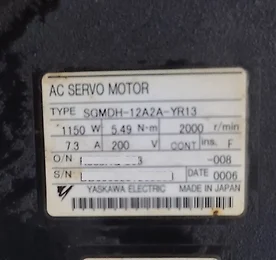 AC SERVO MOTOR
TYPE SGMDH-12A2A-YR13
1150 W 5.49 N·m 2000 r/min
7.3 A 200 V CONT ins. F
O/N 3 -008
S/N DATE 0006
YASKAWA ELECTRIC MADE IN JAPAN